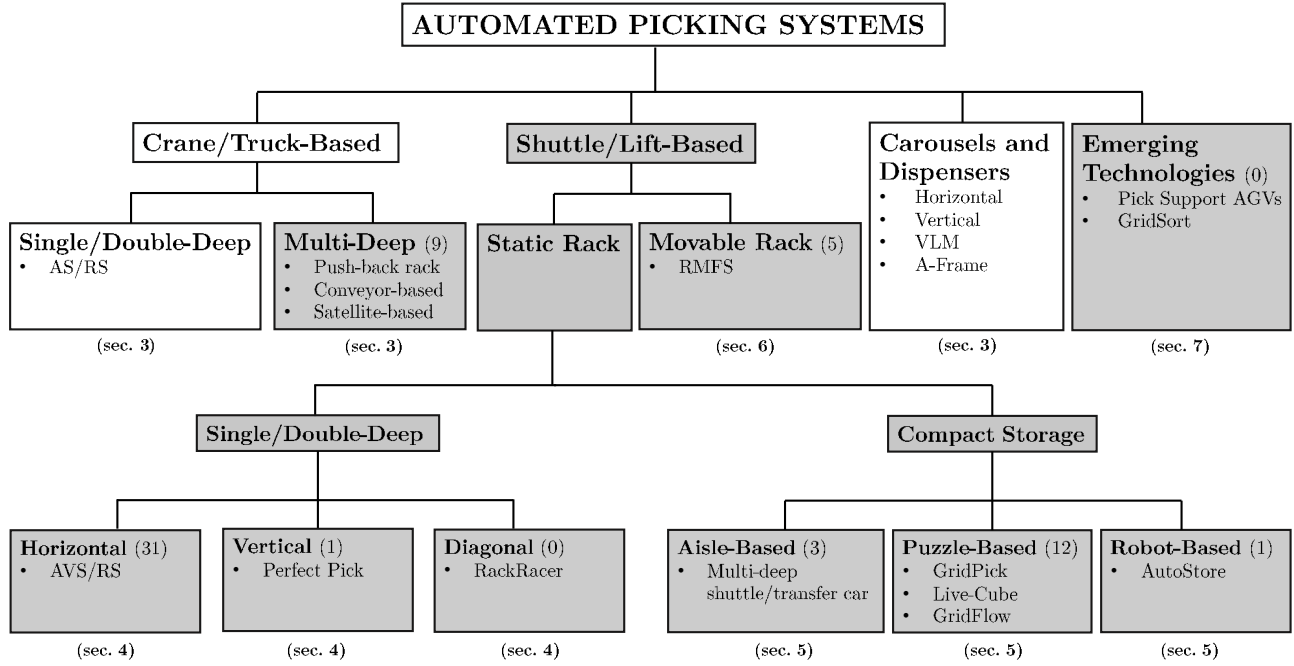 AUTOMATED PICKING SYSTEMS
Crane/Truck-Based
Shuttle/Lift-Based
Carousels and
Dispensers
• Horizontal
• Vertical
• VLM
• A-Frame
Emerging
Technologies (0)
• Pick Support AGVs
• GridSort
Single/Double-Deep
• AS/RS
Multi-Deep (9)
• Push-back rack
• Conveyor-based
• Satellite-based
Static Rack
Movable Rack (5)
• RMFS
(sec. 3)
(sec. 3)
(sec. 6)
(sec. 3)
(sec. 7)
Single/Double-Deep
Compact Storage
Horizontal (31)
• AVS/RS
Vertical (1)
• Perfect Pick
Diagonal (0)
• RackRacer
Aisle-Based (3)
• Multi-deep
shuttle/transfer car
Puzzle-Based (12)
• GridPick
• Live-Cube
• GridFlow
Robot-Based (1)
• AutoStore
(sec. 4)
(sec. 4)
(sec. 4)
(sec. 5)
(sec. 5)
(sec. 5)